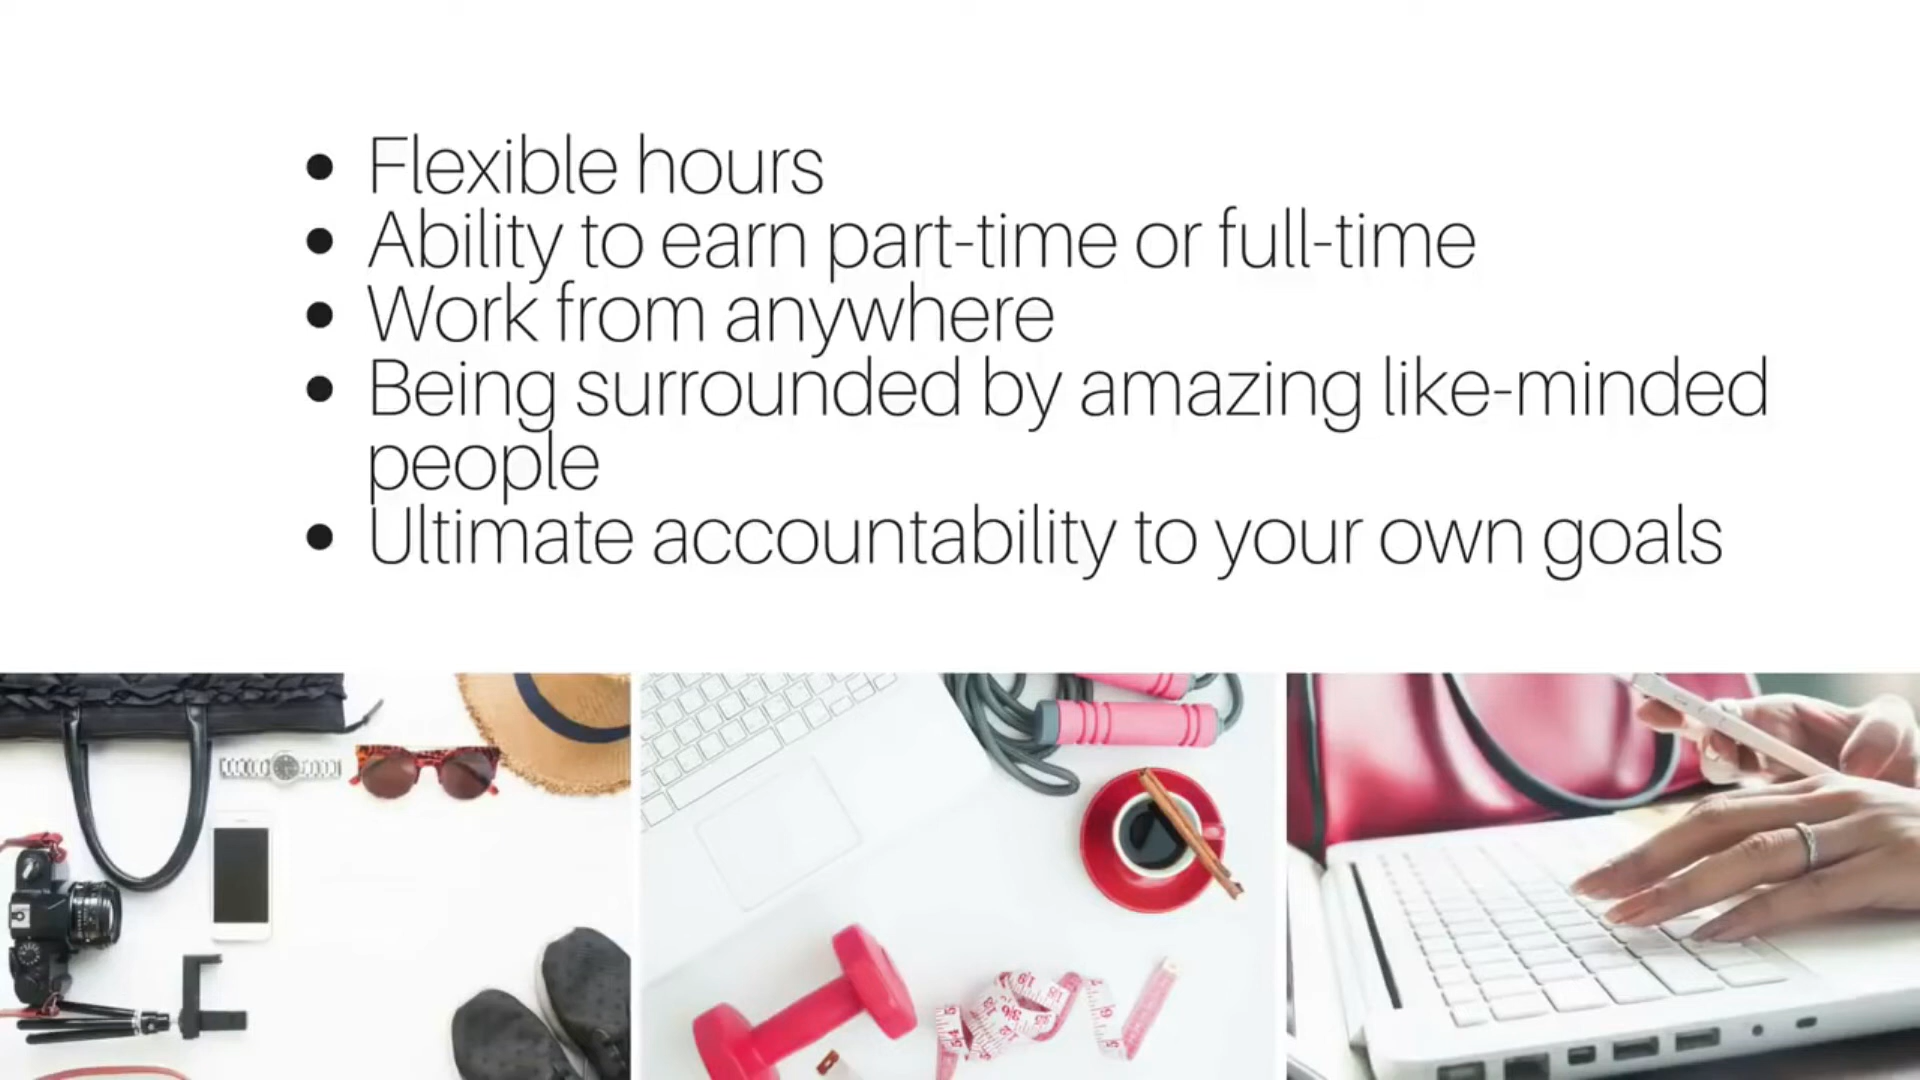 • Flexible hours
• Ability to earn part-time or full-time
• Work from anywhere
• Being surrounded by amazing like-minded
people
• Ultimate accountability to your own goals